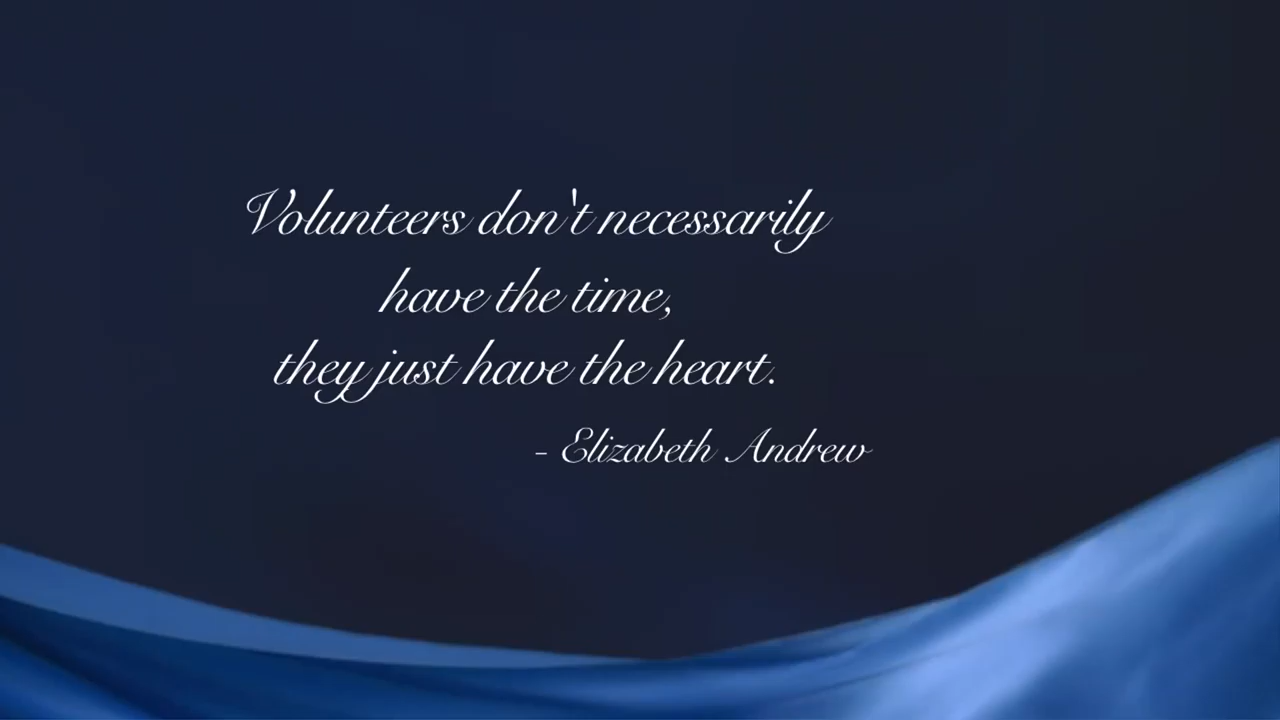 Volunteers don't necessarily
have the time,
they just have the heart.
- Elizabeth Andrew